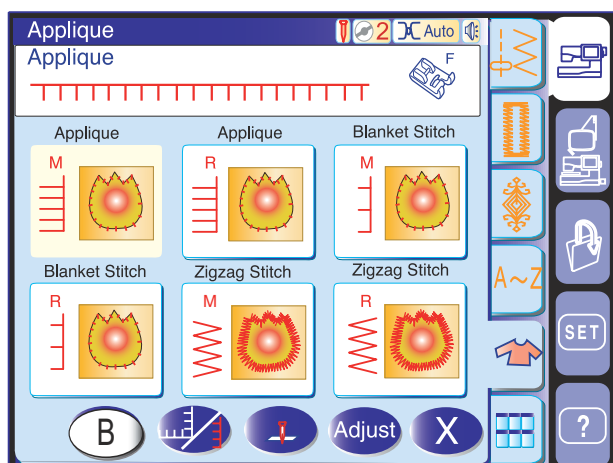 Applique
2 Auto
Applique
F
Applique Applique Blanket Stitch
M R M
Blanket Stitch Zigzag Stitch Zigzag Stitch
R M R
A~Z
SET
B Adjust X ?